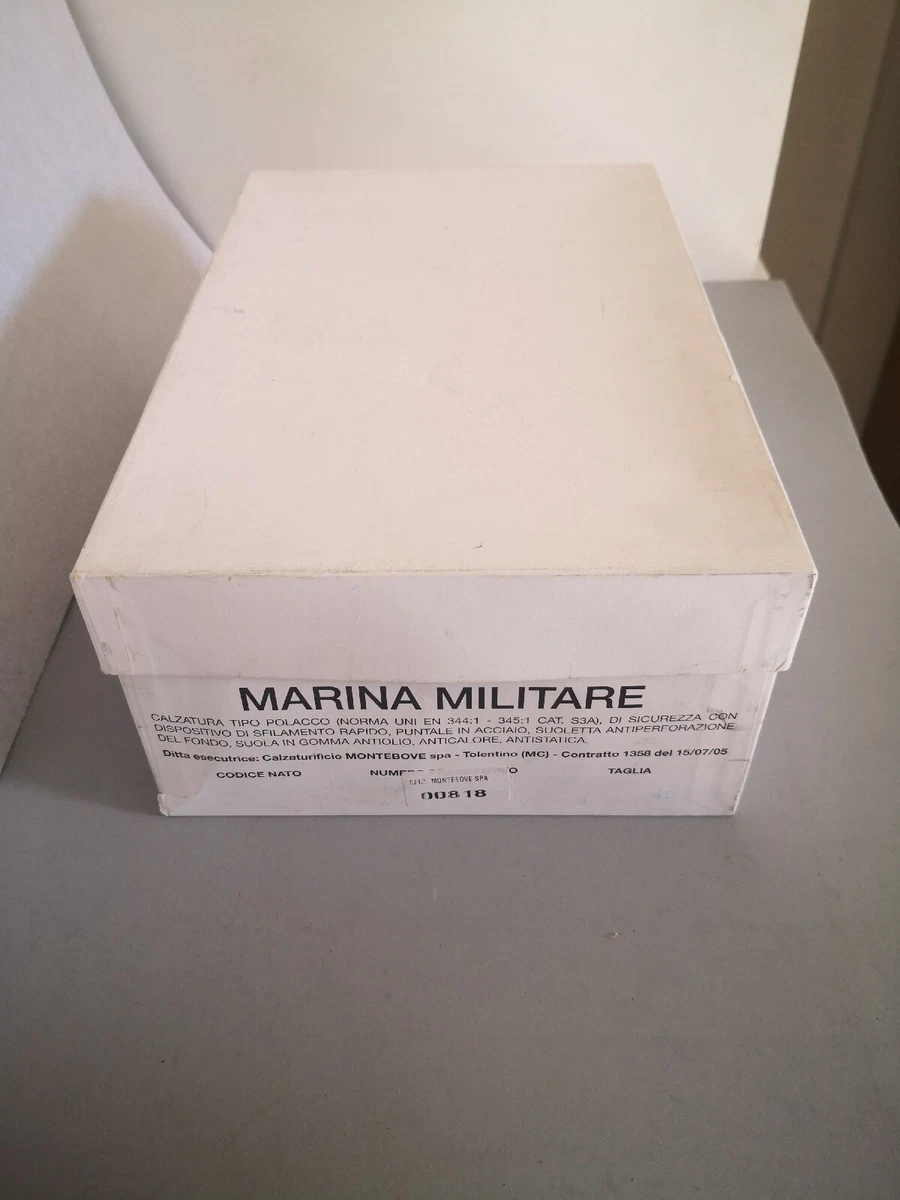 MARINA MILITARE
CALZATURA TIPO POLACCO (NORMA UNI EN 344:1 - 345:1 CAT. S3A), DI SICUREZZA CON
DISPOSITIVO DI SFILAMENTO RAPIDO, PUNTALE IN ACCIAIO, SUOLETTA ANTIPERFORAZIONE
DEL FONDO, SUOLA IN GOMMA ANTIOLIO, ANTICALORE, ANTISTATICA.
Ditta esecutrice: Calzaturificio MONTEBOVE spa - Tolentino (MC) - Contratto 1358 del 15/07/05
CODICE NATO TAGLIA
CALZ. MONTEBOVE SPA
00818